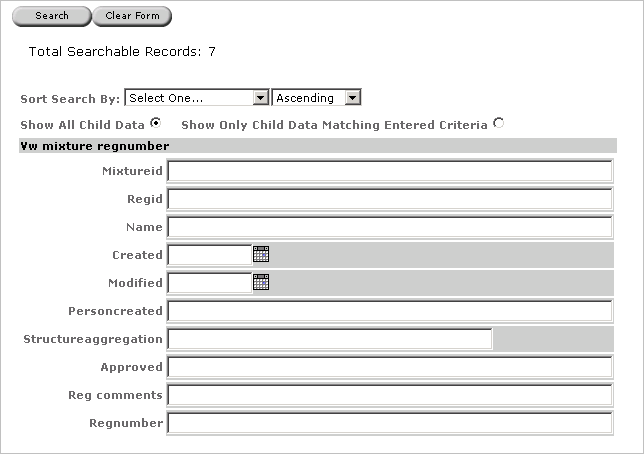 Search Clear Form
Total Searchable Records: 7
Sort Search By: Select One... Ascending
Show All Child Data Show Only Child Data Matching Entered Criteria
Vw mixture regnumber
Mixtureid
Regid
Name
Created
Modified
Personcreated
Structureaggregation
Approved
Reg comments
Regnumber